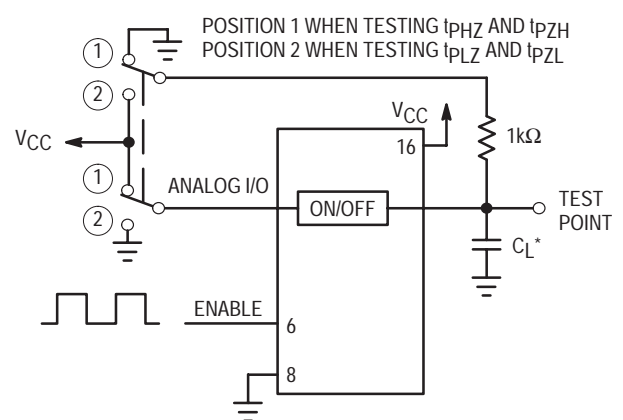 POSITION 1 WHEN TESTING tPHZ AND tPZH
POSITION 2 WHEN TESTING tPLZ AND tPZL
1
2
VCC
VCC
16
1kΩ
1
2
ANALOG I/O
ON/OFF
TEST
POINT
CL*
ENABLE
6
8